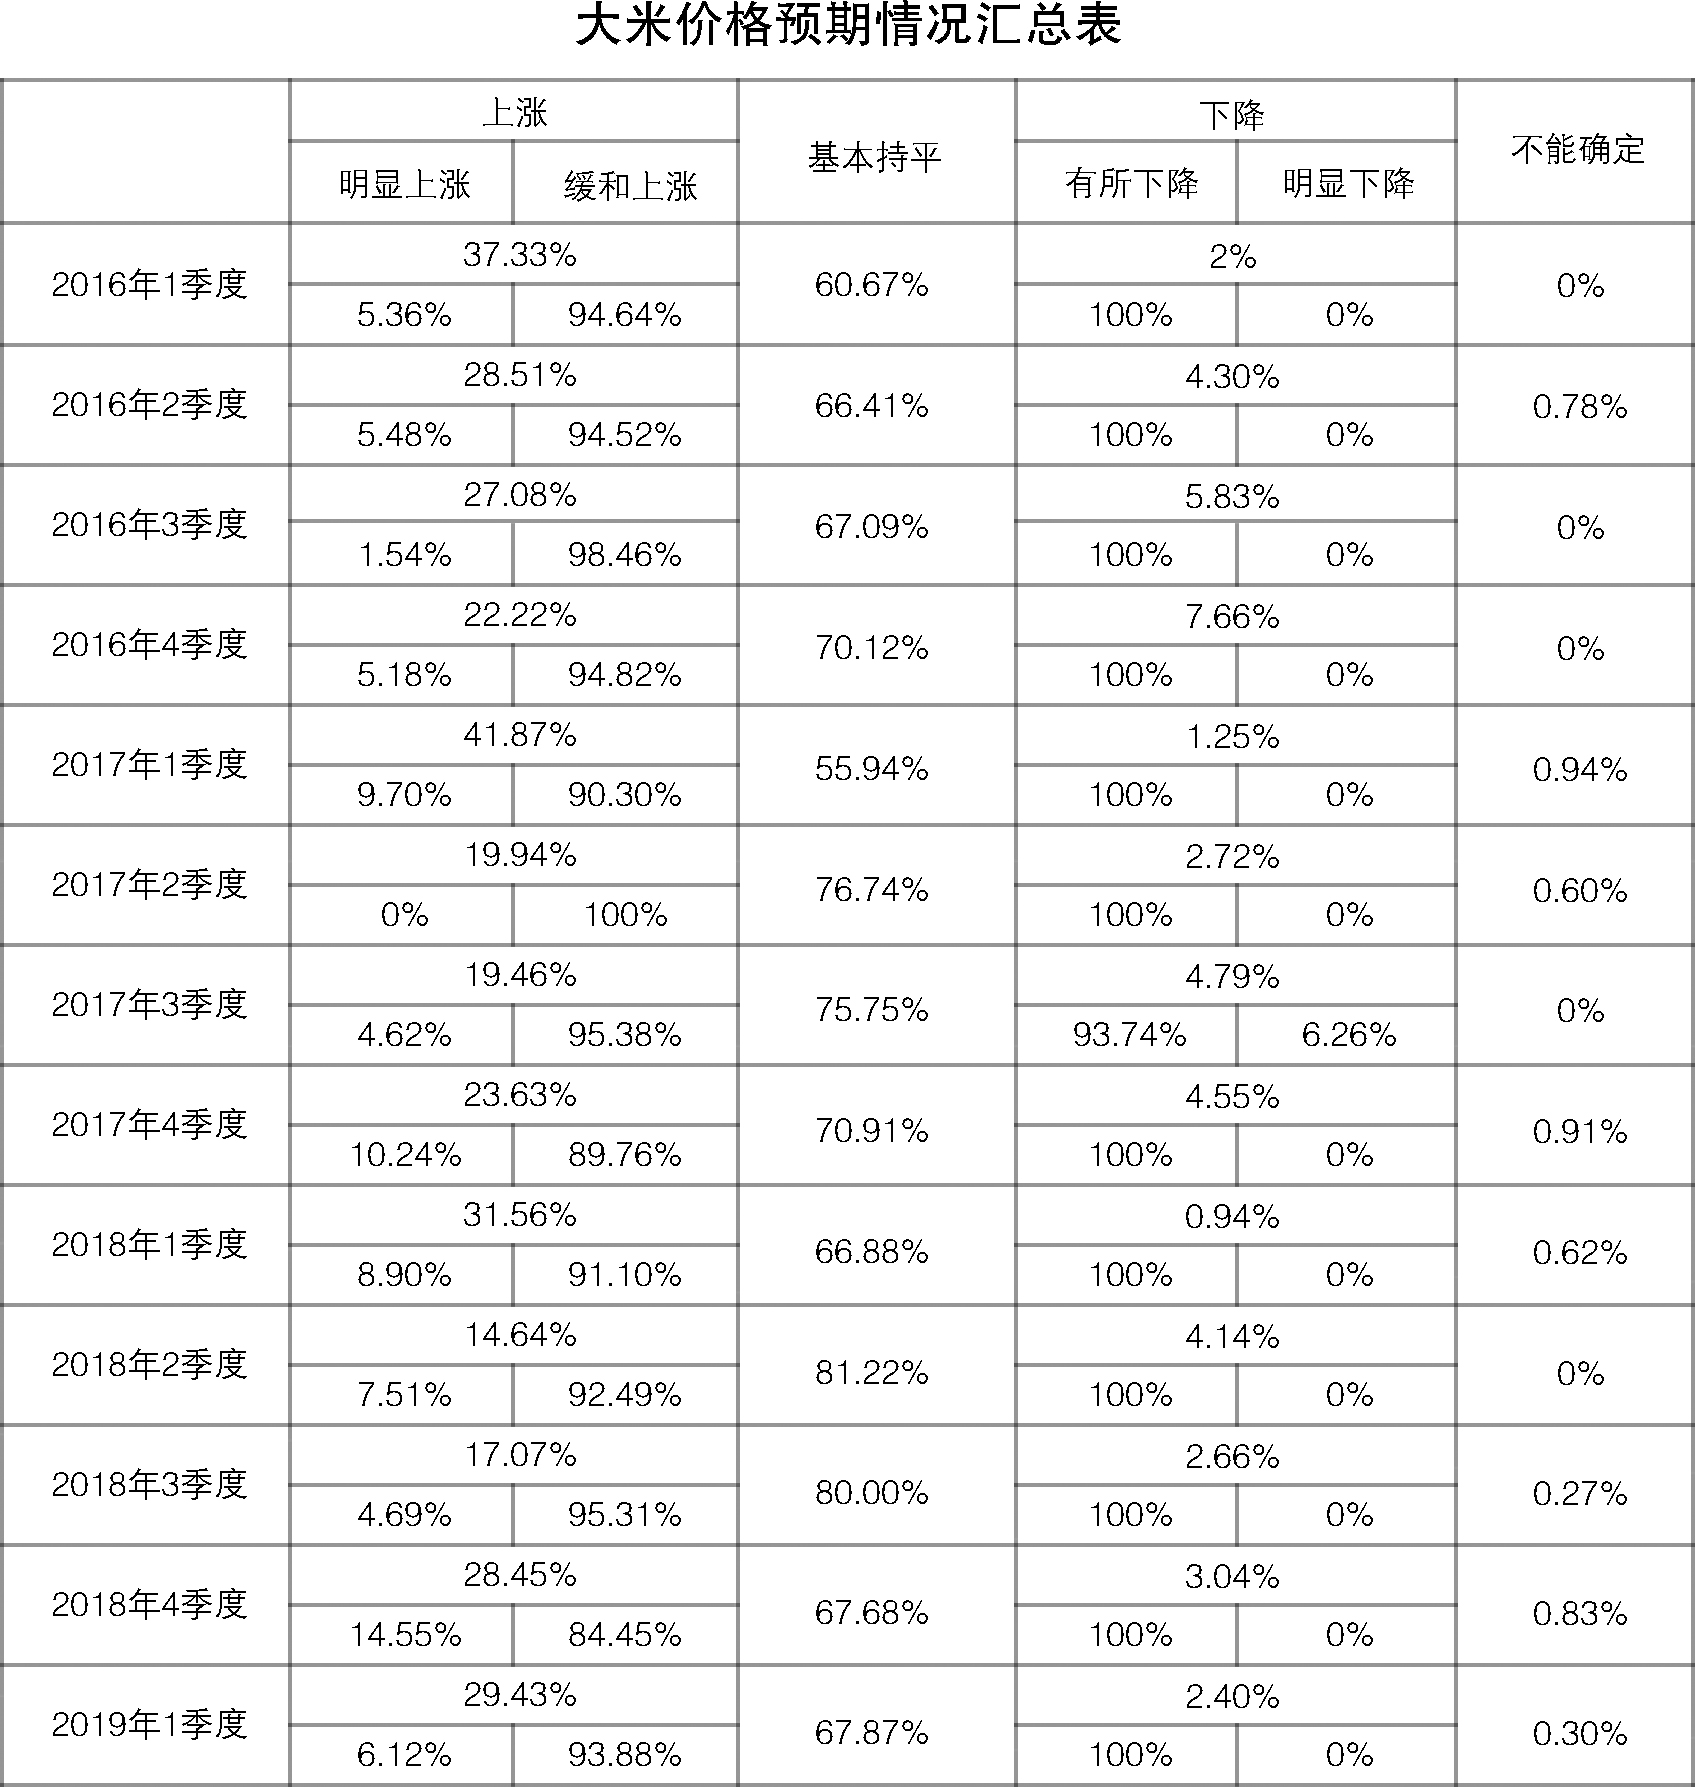 大米价格预期情况汇总表
上涨 基本持平 下降 不能确定
明显上涨 缓和上涨 有所下降 明显下降
2016年1季度 37.33% 60.67% 2% 0%
5.36% 94.64% 100% 0%
2016年2季度 28.51% 66.41% 4.30% 0.78%
5.48% 94.52% 100% 0%
2016年3季度 27.08% 67.09% 5.83% 0%
1.54% 98.46% 100% 0%
2016年4季度 22.22% 70.12% 7.66% 0%
5.18% 94.82% 100% 0%
2017年1季度 41.87% 55.94% 1.25% 0.94%
9.70% 90.30% 100% 0%
2017年2季度 19.94% 76.74% 2.72% 0.60%
0% 100% 100% 0%
2017年3季度 19.46% 75.75% 4.79% 0%
4.62% 95.38% 93.74% 6.26%
2017年4季度 23.63% 70.91% 4.55% 0.91%
10.24% 89.76% 100% 0%
2018年1季度 31.56% 66.88% 0.94% 0.62%
8.90% 91.10% 100% 0%
2018年2季度 14.64% 81.22% 4.14% 0%
7.51% 92.49% 100% 0%
2018年3季度 17.07% 80.00% 2.66% 0.27%
4.69% 95.31% 100% 0%
2018年4季度 28.45% 67.68% 3.04% 0.83%
14.55% 84.45% 100% 0%
2019年1季度 29.43% 67.87% 2.40% 0.30%
6.12% 93.88% 100% 0%